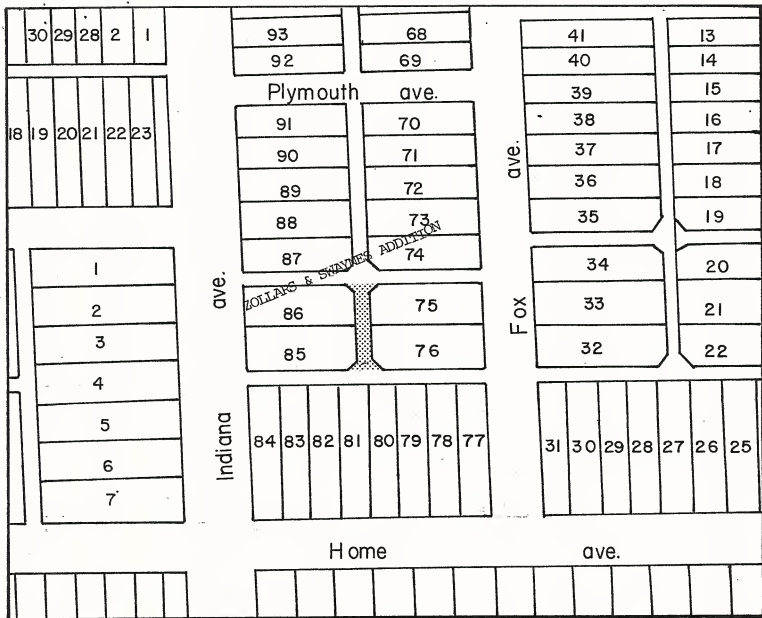 30 29 28 2 1
93 68
92 69
41 13
40 14
39 15
38 16
37 17
36 18
35 19
Plymouth ave.
18 19 20 21 22 23
91 70
90 71
89 72
88 73
87 74
ZOLLARS & SWAYNES ADDITION
86 75
85 76
34 20
33 21
32 22
1
2
3
4
5
6
7
Indiana ave.
Fox ave.
84 83 82 81 80 79 78 77
31 30 29 28 27 26 25
Home ave.